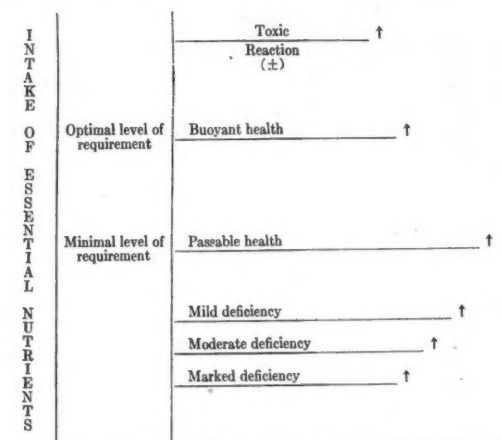 INTAKE OF ESSENTIAL NUTRIENTS
Toxic ↑
Reaction
(±)
Optimal level of
requirement
Buoyant health ↑
Minimal level of
requirement
Passable health ↑
Mild deficiency ↑
Moderate deficiency ↑
Marked deficiency ↑